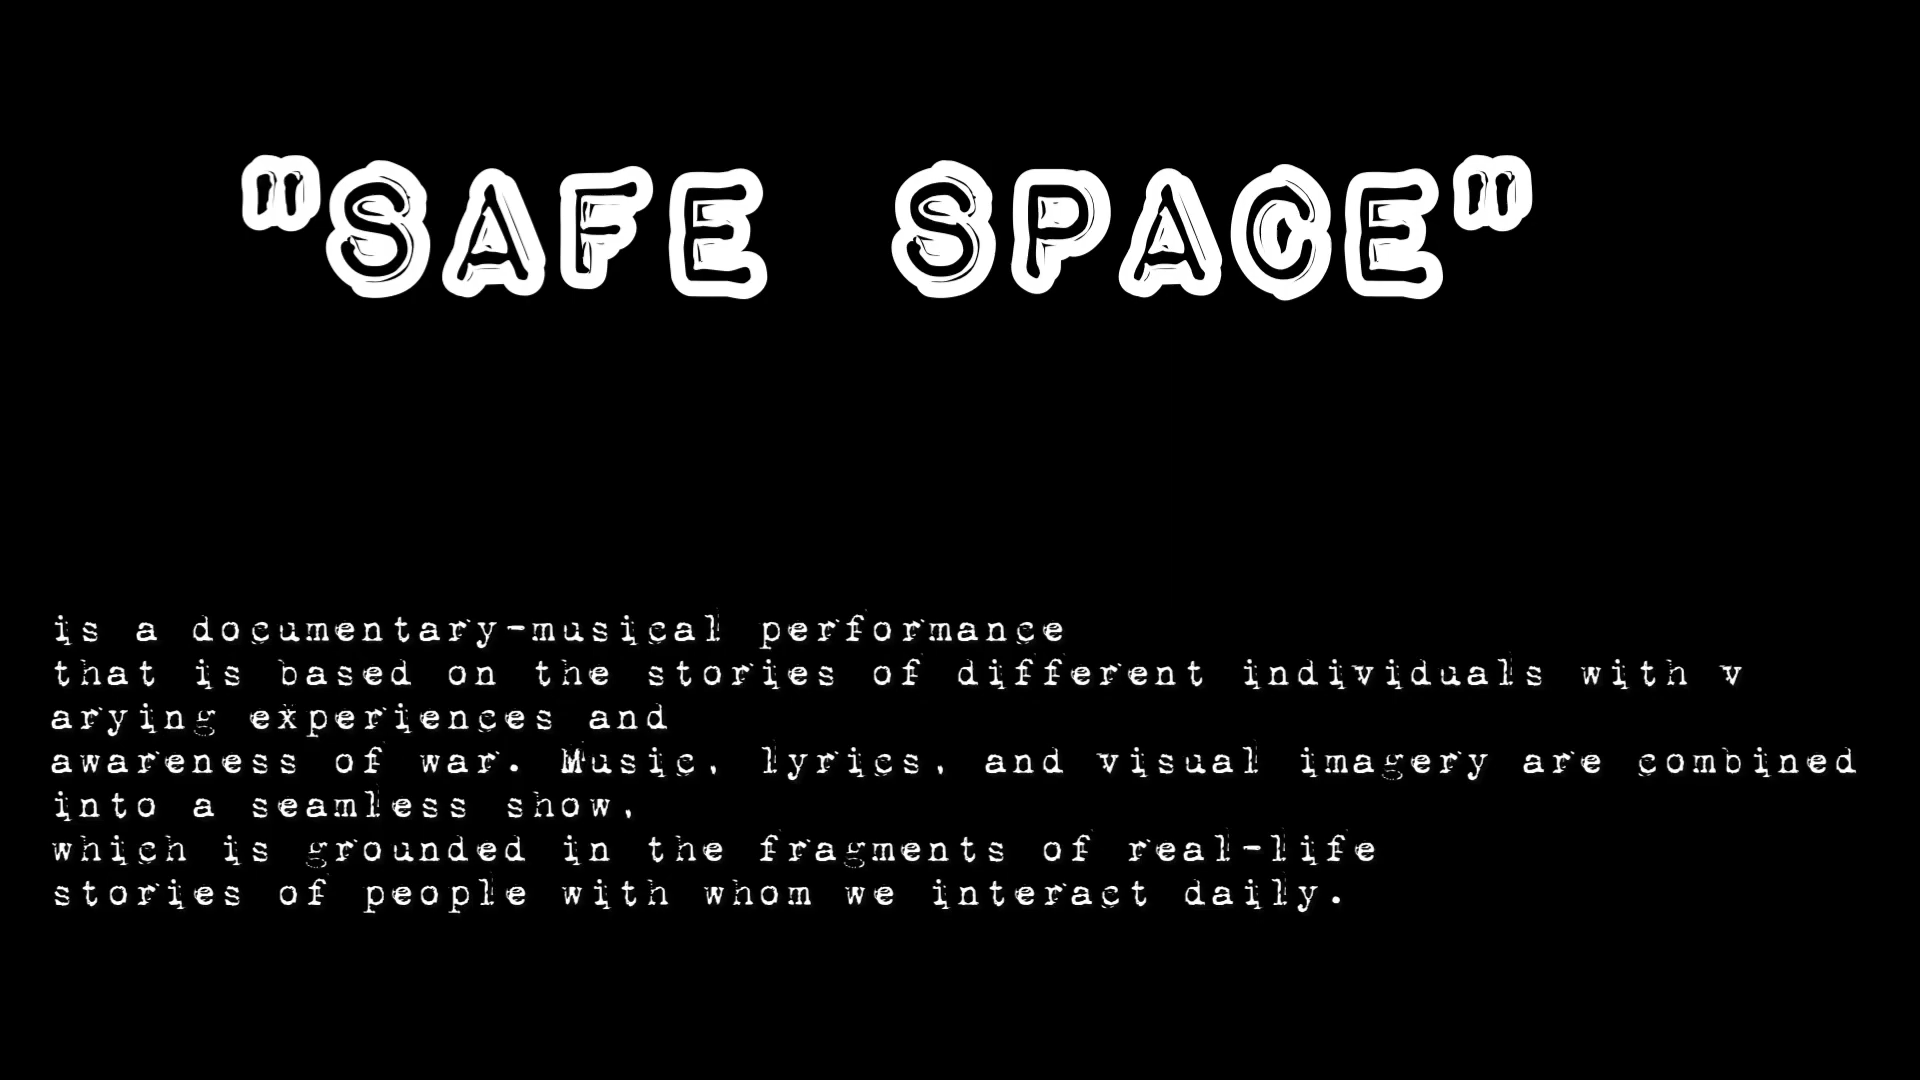 "SAFE SPACE"
is a documentary-musical performance
that is based on the stories of different individuals with v
arying experiences and
awareness of war. Music, lyrics, and visual imagery are combined
into a seamless show,
which is grounded in the fragments of real-life
stories of people with whom we interact daily.